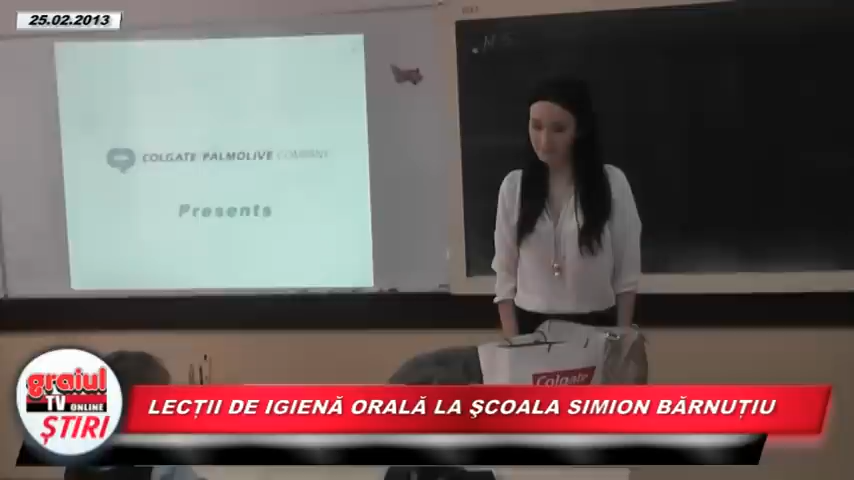 25.02.2013
COLGATE PALMOLIVE COMPANY
Presents
Colgate
graiul
TV ONLINE
ȘTIRI
LECȚII DE IGIENĂ ORALĂ LA ŞCOALA SIMION BĂRNUȚIU